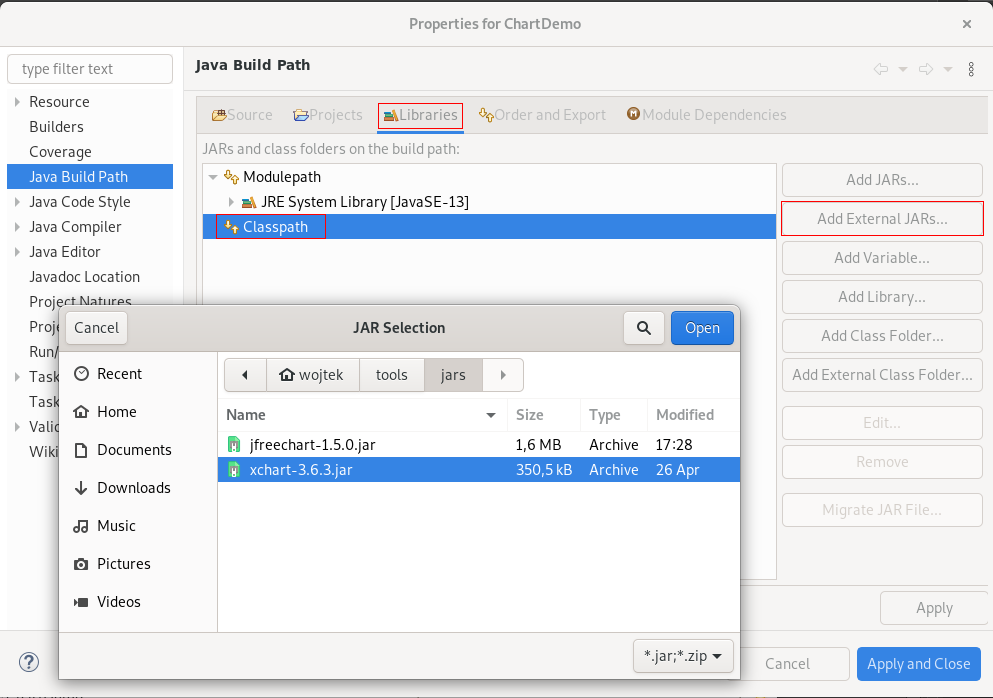 Properties for ChartDemo
type filter text
Resource
Builders
Coverage
Java Build Path
Java Code Style
Java Compiler
Java Editor
Javadoc Location
Project Natures
Proje
Run/
Task
Task
Valid
Wiki
Java Build Path
Source Projects Libraries Order and Export Module Dependencies
JARs and class folders on the build path:
Modulepath
JRE System Library [JavaSE-13]
Classpath
Add JARs...
Add External JARs...
Add Variable...
Add Library...
Add Class Folder...
Add External Class Folder...
Edit...
Remove
Migrate JAR File...
Apply
Cancel Apply and Close
Cancel JAR Selection Open
Recent
Home
Documents
Downloads
Music
Pictures
Videos
wojtek tools jars
Name Size Type Modified
jfreechart-1.5.0.jar 1,6 MB Archive 17:28
xchart-3.6.3.jar 350,5 kB Archive 26 Apr
*.jar;*.zip